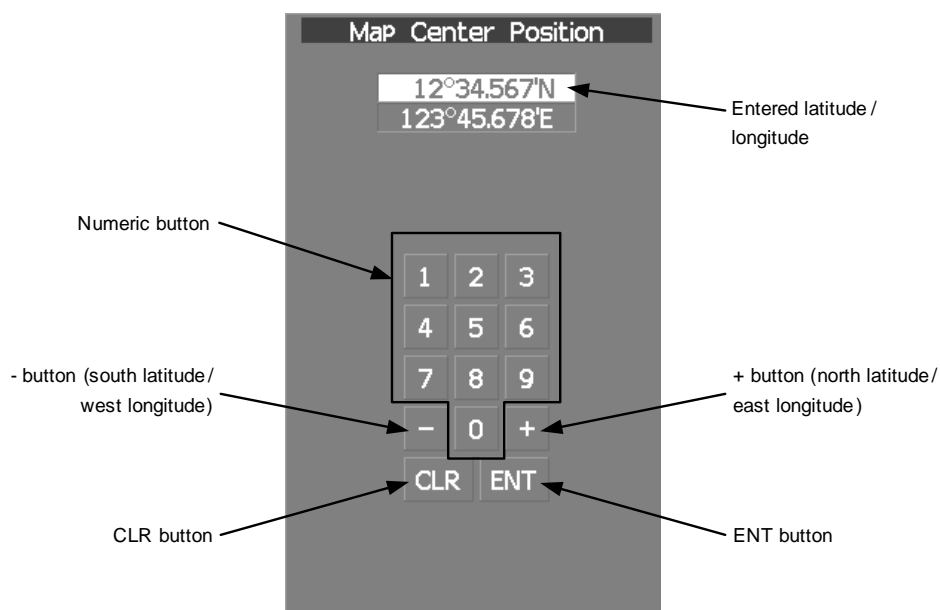 Map Center Position
12°34.567'N
123°45.678'E
Entered latitude /
longitude
Numeric button
1 2 3
4 5 6
7 8 9
- 0 +
CLR ENT
- button (south latitude /
west longitude)
+ button (north latitude/
east longitude)
CLR button
ENT button